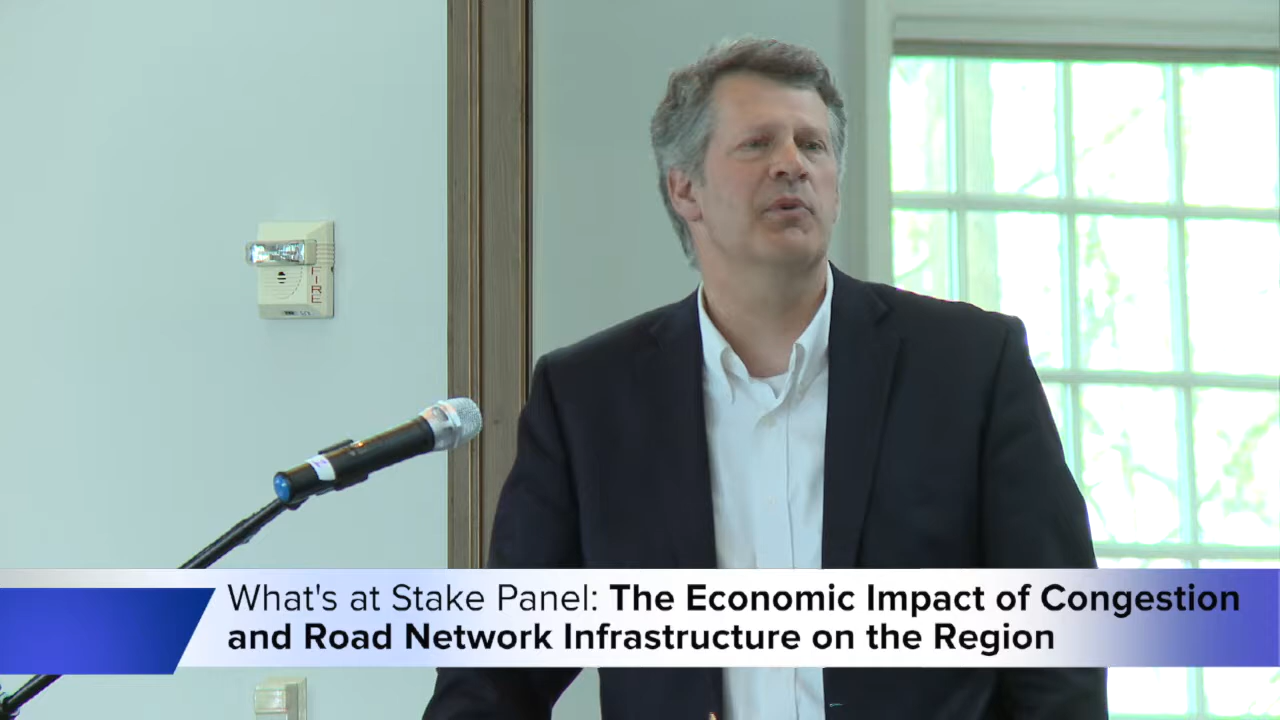 FIRE
What's at Stake Panel: The Economic Impact of Congestion
and Road Network Infrastructure on the Region